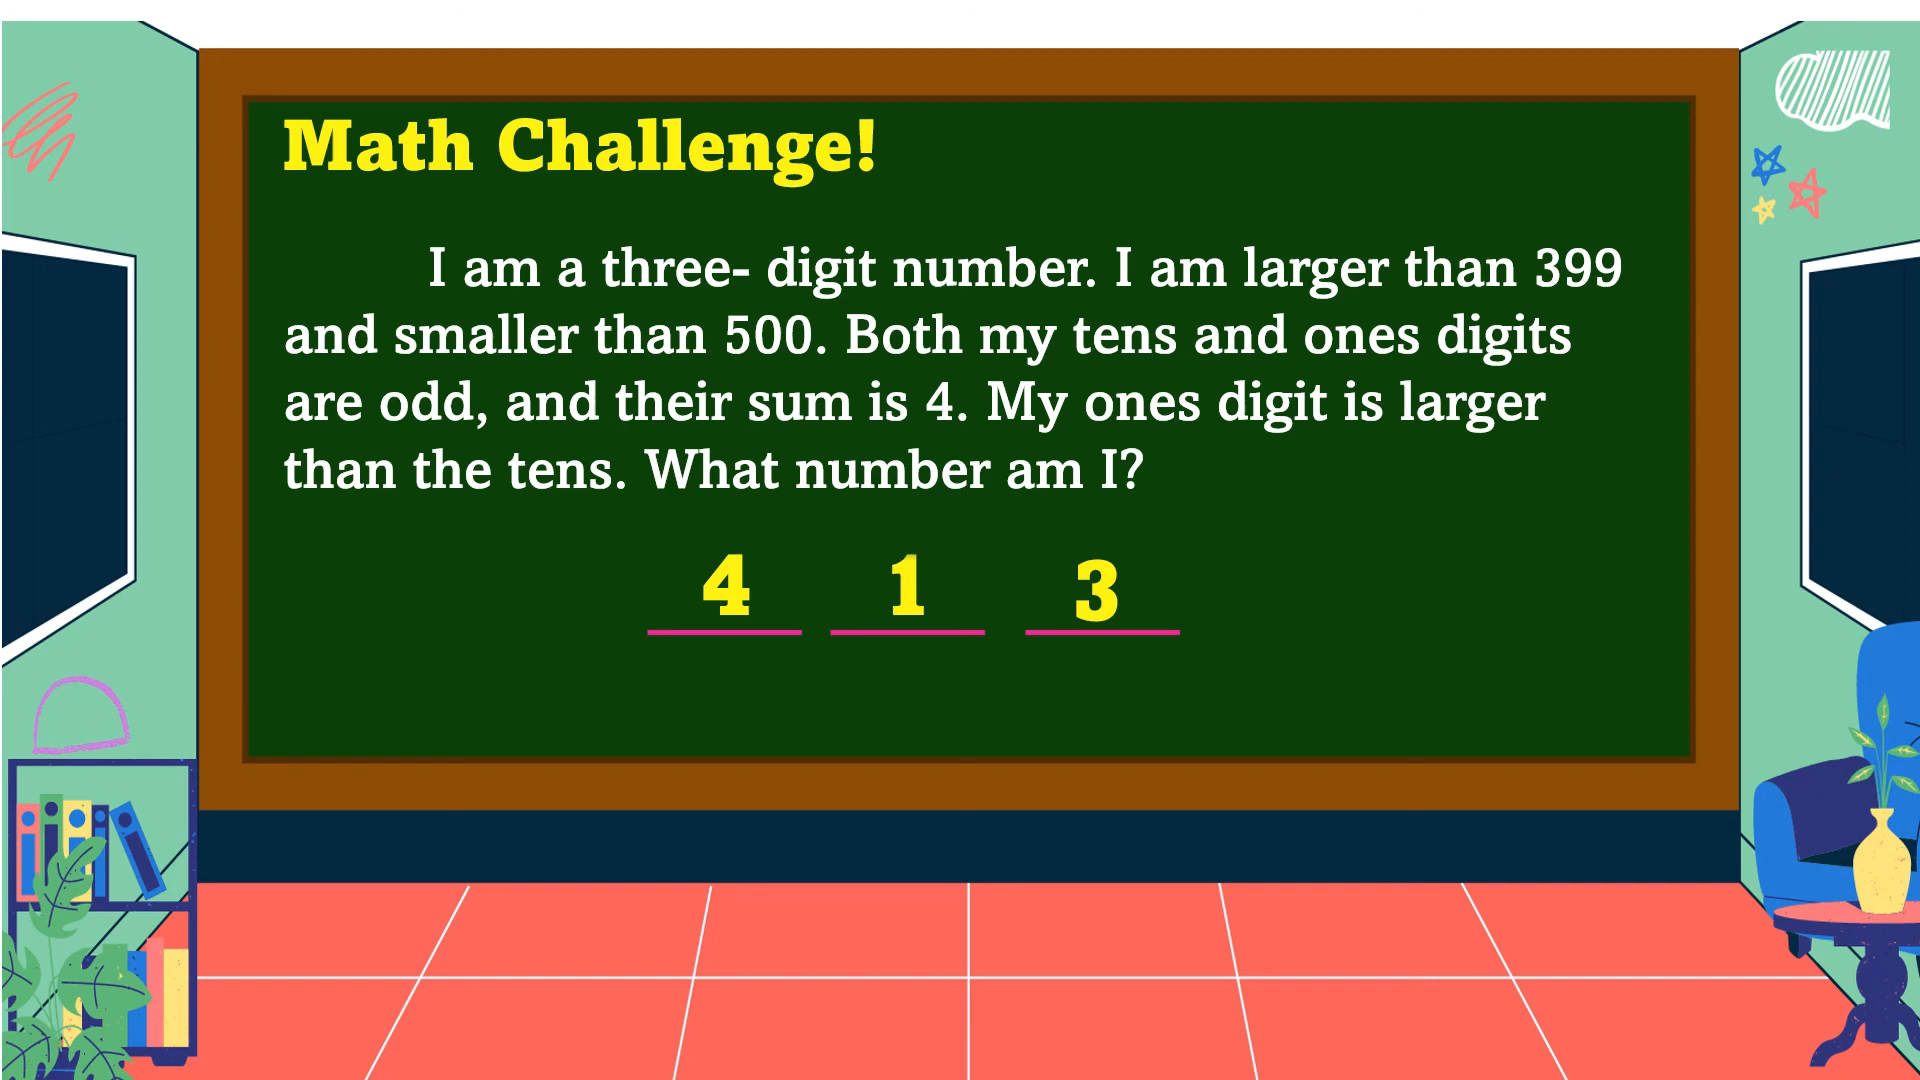 Math Challenge!
I am a three- digit number. I am larger than 399
and smaller than 500. Both my tens and ones digits
are odd, and their sum is 4. My ones digit is larger
than the tens. What number am I?
4 1 3